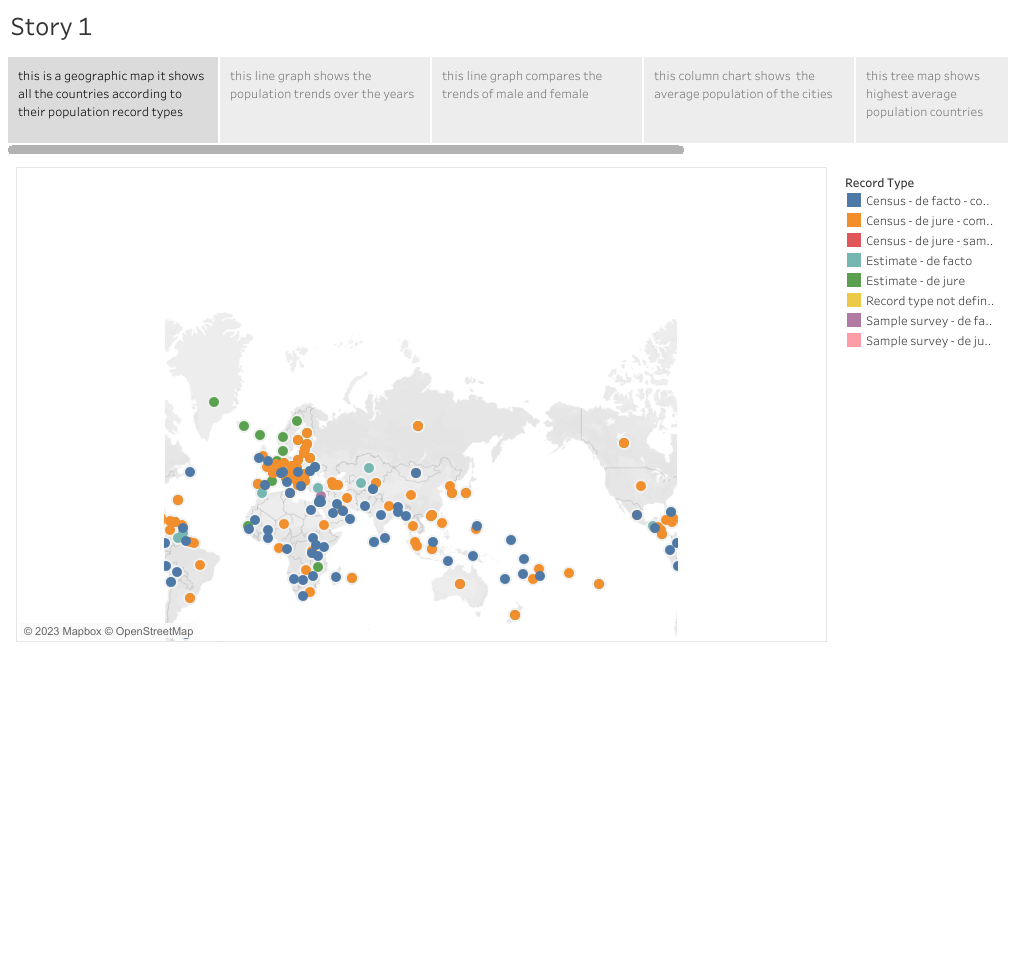 Story 1
this is a geographic map it shows
all the countries according to
their population record types
this line graph shows the
population trends over the years
this line graph compares the
trends of male and female
this column chart shows  the
average population of the cities
this tree map shows
highest average
population countries
Record Type
Census - de facto - co..
Census - de jure - com..
Census - de jure - sam..
Estimate - de facto
Estimate - de jure
Record type not defin..
Sample survey - de fa..
Sample survey - de ju..
© 2023 Mapbox © OpenStreetMap